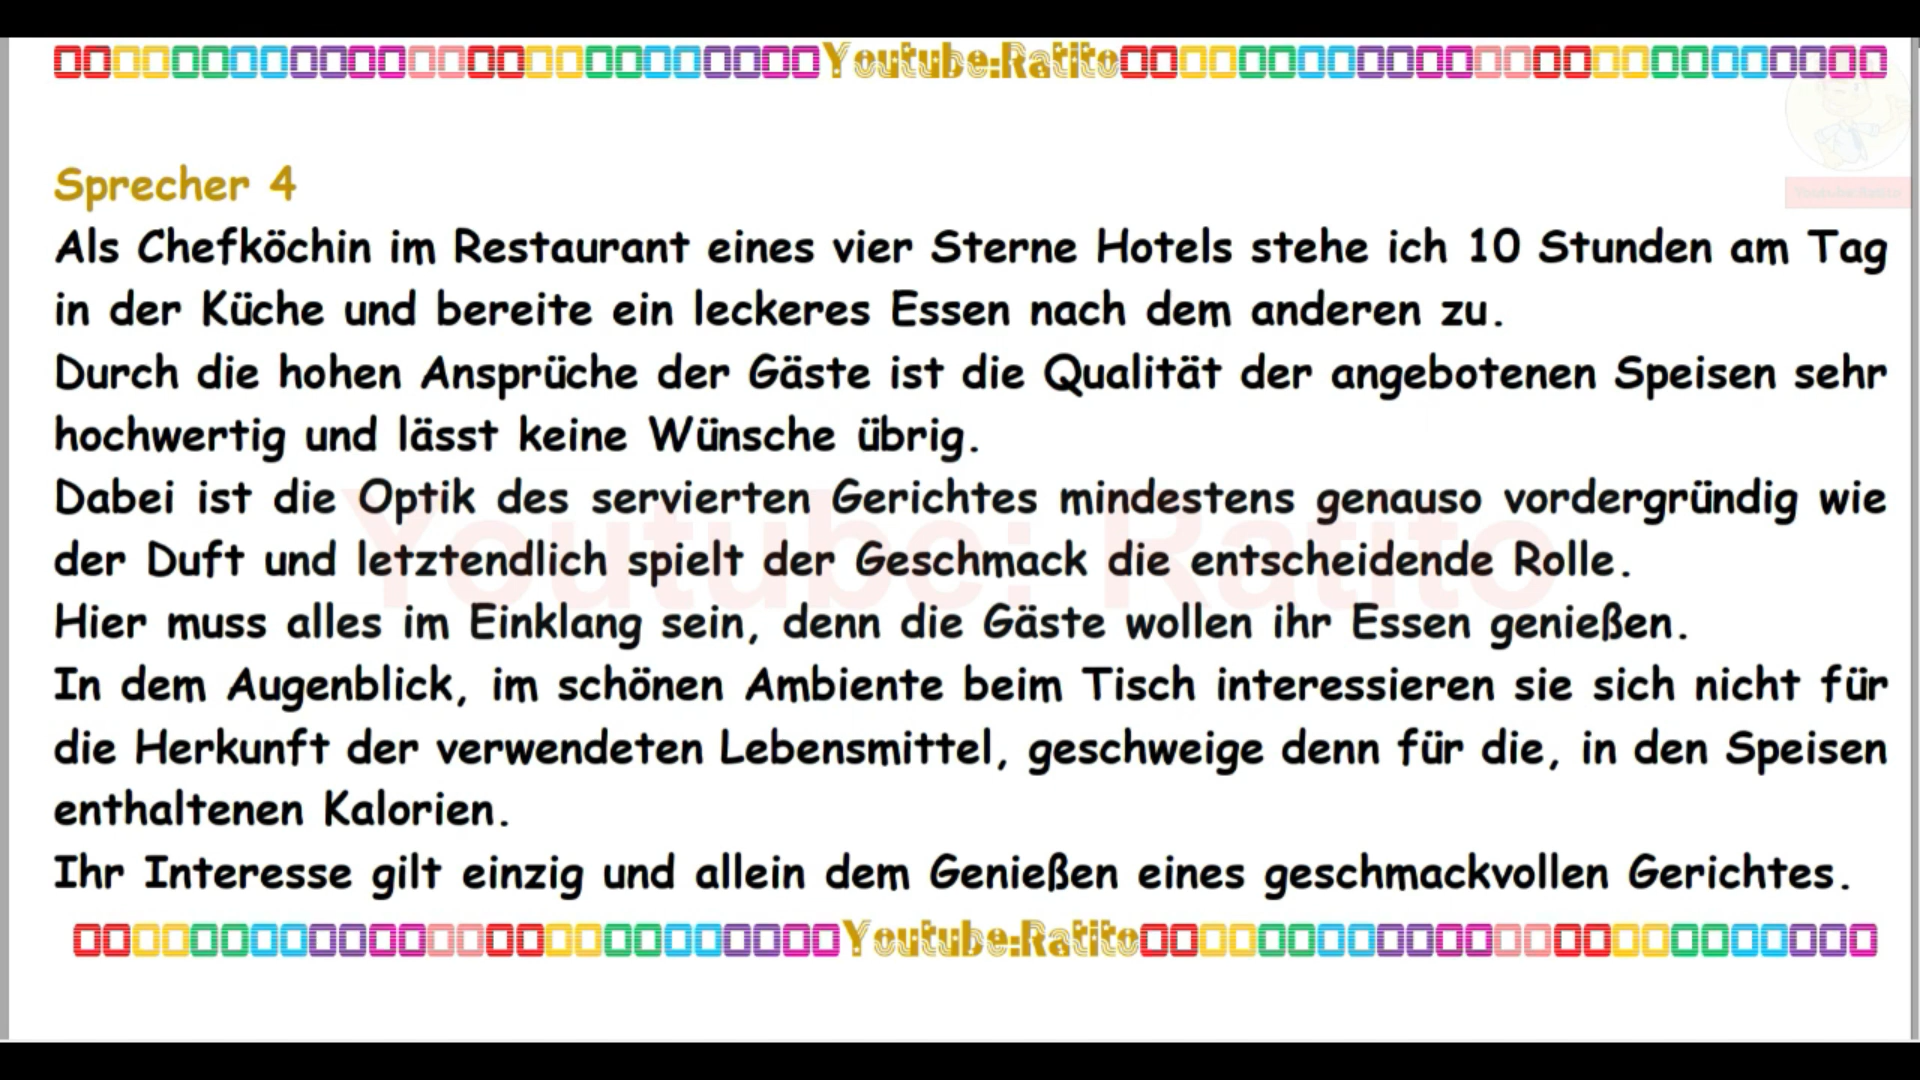 Youtube:Ratito
Youtube:Ratito
Sprecher 4
Als Chefköchin im Restaurant eines vier Sterne Hotels stehe ich 10 Stunden am Tag
in der Küche und bereite ein leckeres Essen nach dem anderen zu.
Durch die hohen Ansprüche der Gäste ist die Qualität der angebotenen Speisen sehr
hochwertig und lässt keine Wünsche übrig.
Dabei ist die Optik des servierten Gerichtes mindestens genauso vordergründig wie
Youtube: Ratito
der Duft und letztendlich spielt der Geschmack die entscheidende Rolle.
Hier muss alles im Einklang sein, denn die Gäste wollen ihr Essen genießen.
In dem Augenblick, im schönen Ambiente beim Tisch interessieren sie sich nicht für
die Herkunft der verwendeten Lebensmittel, geschweige denn für die, in den Speisen
enthaltenen Kalorien.
Ihr Interesse gilt einzig und allein dem Genießen eines geschmackvollen Gerichtes.
Youtube:Ratito